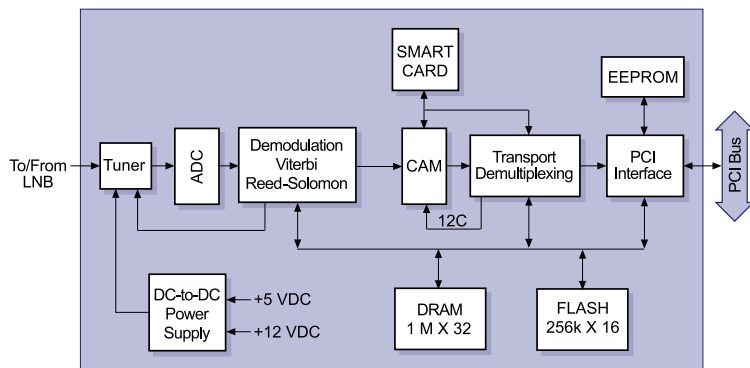 SMART
CARD
EEPROM
To/From
LNB
Tuner
ADC
Demodulation
Viterbi
Reed-Solomon
CAM
Transport
Demultiplexing
PCI
Interface
PCI Bus
12C
DC-to-DC
Power
Supply
+5 VDC
+12 VDC
DRAM
1 M X 32
FLASH
256k X 16